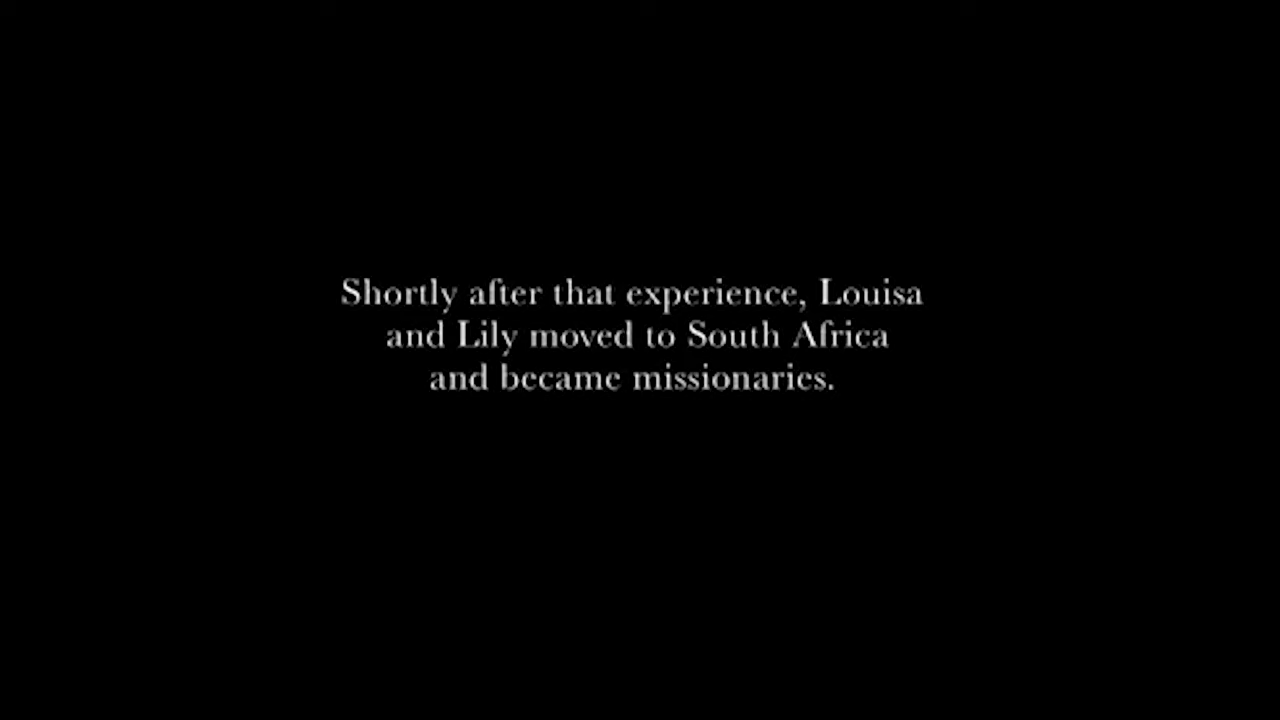 Shortly after that experience, Louisa
and Lily moved to South Africa
and became missionaries.